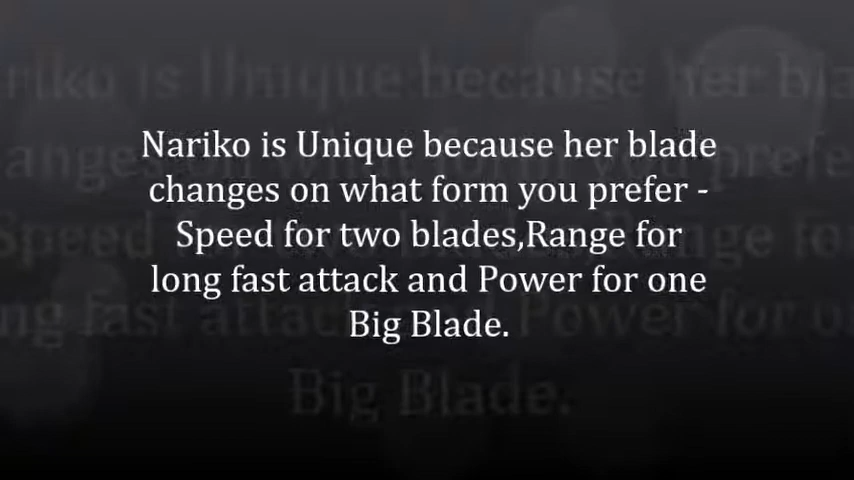 Nariko is Unique because her blade
changes on what form you prefer -
Speed for two blades,Range for
long fast attack and Power for one
Big Blade.